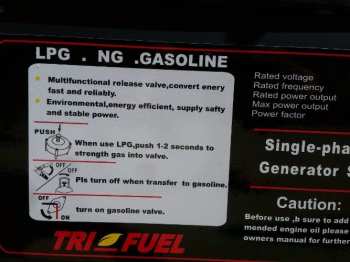 LPG . NG .GASOLINE
Multifunctional release valve,convert enery
fast and reliably.
Environmental,energy efficient, supply safty
and stable power.
PUSH
When use LPG,push 1-2 seconds to
strength gas into valve.
OFF
OFF
Pls turn off when transfer to gasoline.
OFF
ON
turn on gasoline valve.
TRI FUEL
Rated voltage
Rated frequency
Rated power output
Max power output
Power factor
Single-pha
Generator S
Caution:
Before use ,b sure to add
mended engine oil please
owners manual for further